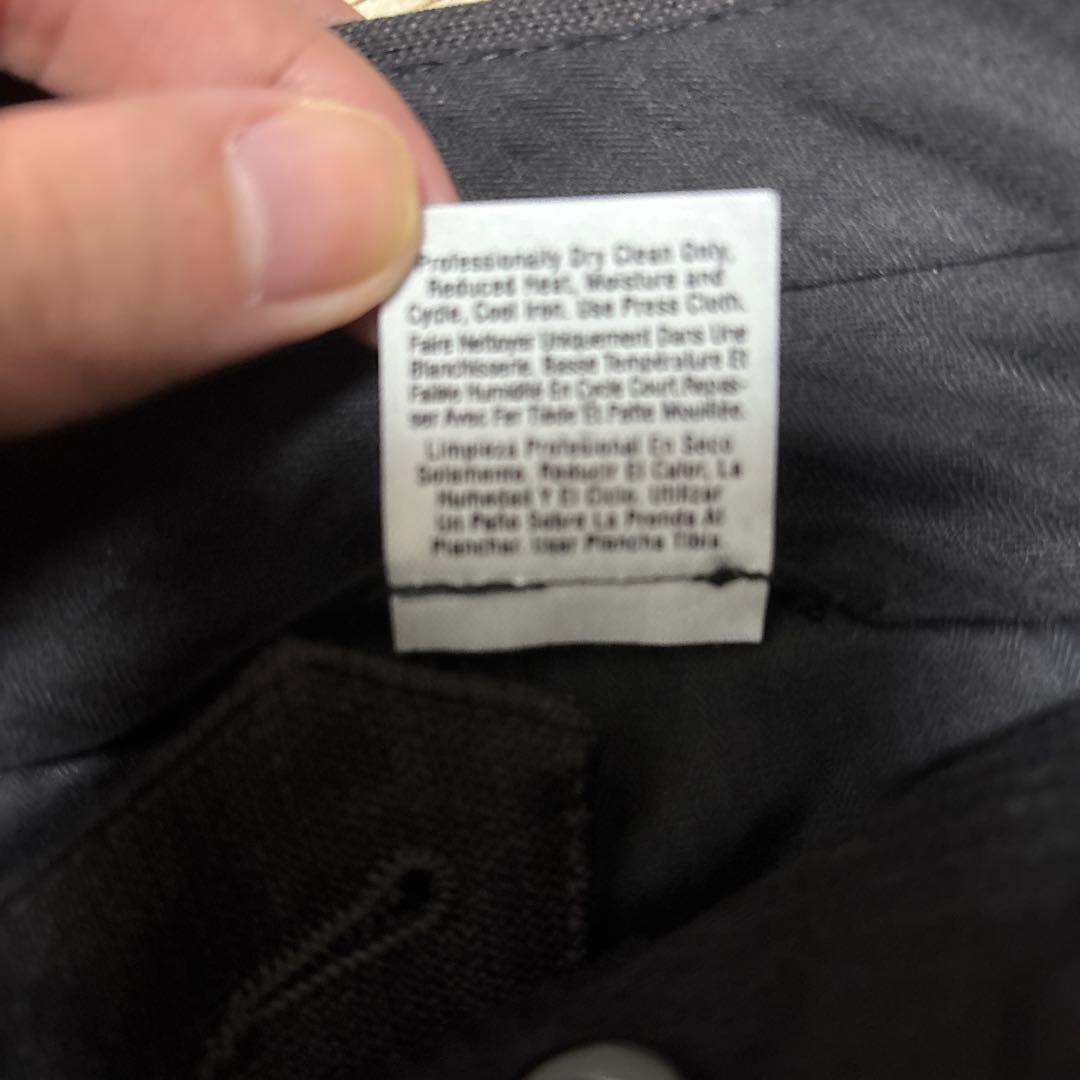 Professionally Dry Clean Only,
Reduced Heat, Moisture and
Cycle, Cool Iron. Use Press Cloth.
Faire Nettoyer Uniquement Dans Une
Blanchisserie. Basse Température Et
Faible Humidité En Cycle Court.Repas-
ser Avec Fer Tiède Et Patte Mouillée.
Limpieza Profesional En Seco
Solamente. Reducir El Calor, La
Humedad Y El Ciclo. Utilizar
Un Paño Sobre La Prenda Al
Planchar. Usar Plancha Tibia.